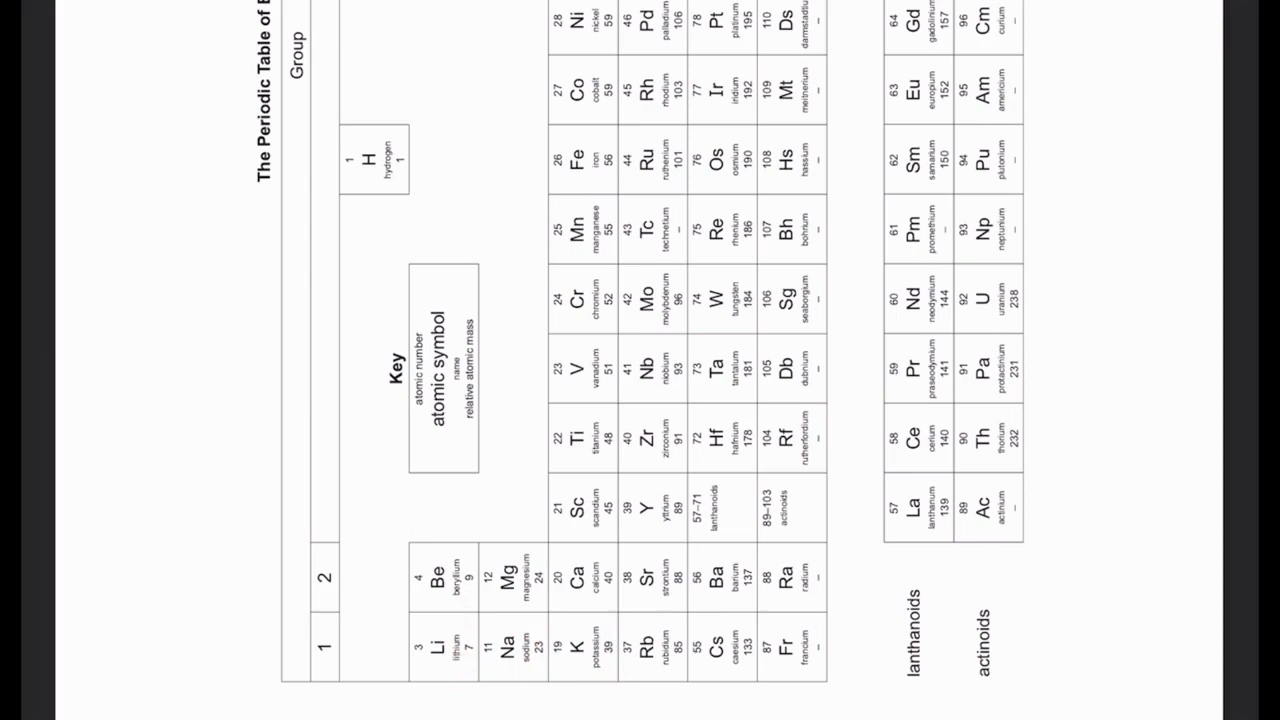 The Periodic Table of E
Group
1
2
1
H
hydrogen
1
Key
atomic number
atomic symbol
name
relative atomic mass
3
Li
lithium
7
4
Be
beryllium
9
11
Na
sodium
23
12
Mg
magnesium
24
19
K
potassium
39
20
Ca
calcium
40
21
Sc
scandium
45
22
Ti
titanium
48
23
V
vanadium
51
24
Cr
chromium
52
25
Mn
manganese
55
26
Fe
iron
56
27
Co
cobalt
59
28
Ni
nickel
59
37
Rb
rubidium
85
38
Sr
strontium
88
39
Y
yttrium
89
40
Zr
zirconium
91
41
Nb
niobium
93
42
Mo
molybdenum
96
43
Tc
technetium
–
44
Ru
ruthenium
101
45
Rh
rhodium
103
46
Pd
palladium
106
55
Cs
caesium
133
56
Ba
barium
137
57–71
lanthanoids
72
Hf
hafnium
178
73
Ta
tantalum
181
74
W
tungsten
184
75
Re
rhenium
186
76
Os
osmium
190
77
Ir
iridium
192
78
Pt
platinum
195
87
Fr
francium
–
88
Ra
radium
–
89–103
actinoids
104
Rf
rutherfordium
–
105
Db
dubnium
–
106
Sg
seaborgium
–
107
Bh
bohrium
–
108
Hs
hassium
–
109
Mt
meitnerium
–
110
Ds
darmstadtiu
–
lanthanoids
57
La
lanthanum
139
58
Ce
cerium
140
59
Pr
praseodymium
141
60
Nd
neodymium
144
61
Pm
promethium
–
62
Sm
samarium
150
63
Eu
europium
152
64
Gd
gadolinium
157
actinoids
89
Ac
actinium
–
90
Th
thorium
232
91
Pa
protactinium
231
92
U
uranium
238
93
Np
neptunium
–
94
Pu
plutonium
–
95
Am
americium
–
96
Cm
curium
–